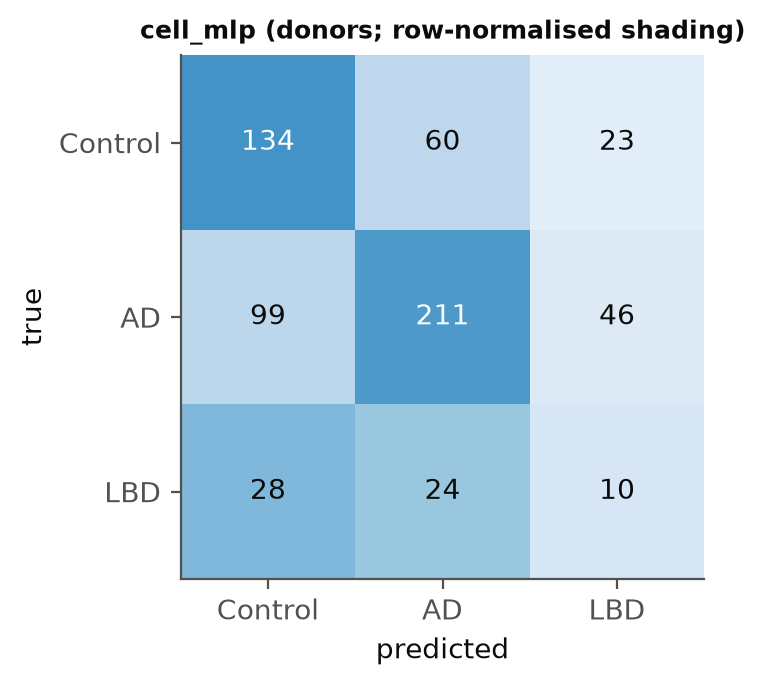 cell_mlp (donors; row-normalised shading)
Control 134 60 23
AD 99 211 46
LBD 28 24 10
true
Control AD LBD
predicted